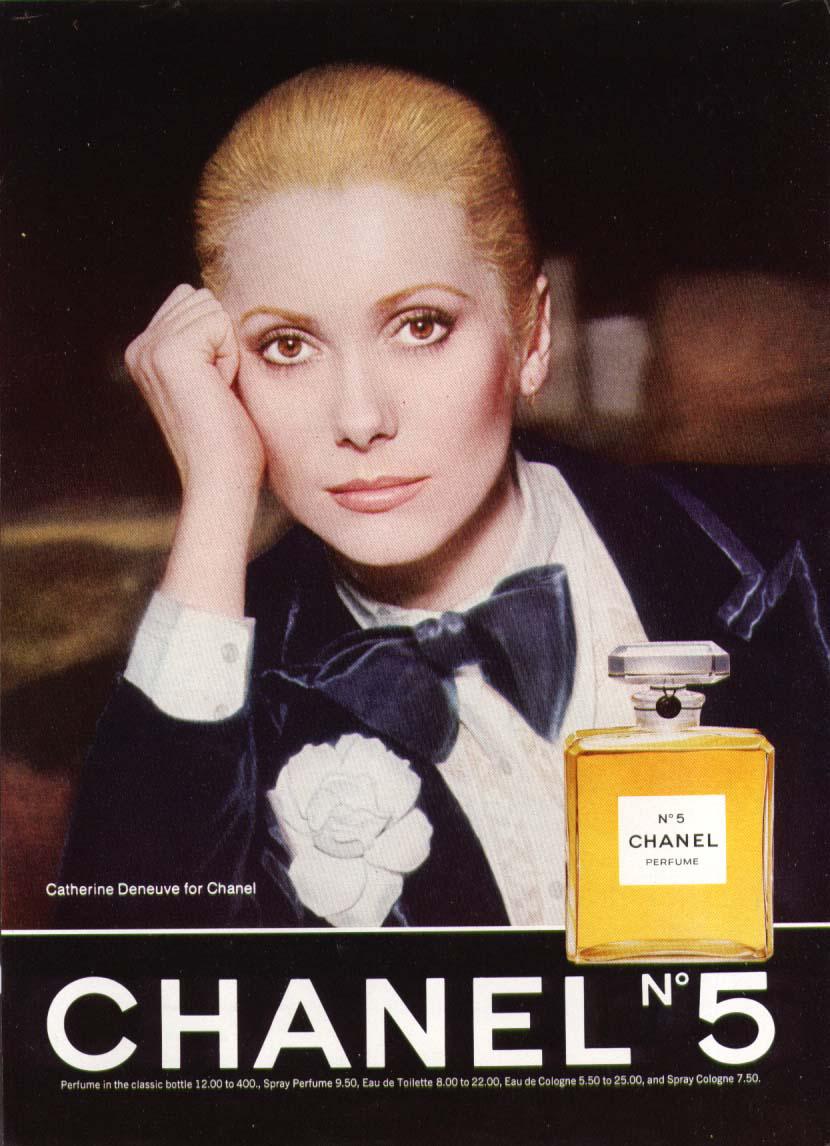 Catherine Deneuve for Chanel
N° 5
CHANEL
PERFUME
CHANEL N° 5
Perfume in the classic bottle 12.00 to 400., Spray Perfume 9.50, Eau de Toilette 8.00 to 22.00, Eau de Cologne 5.50 to 25.00, and Spray Cologne 7.50.